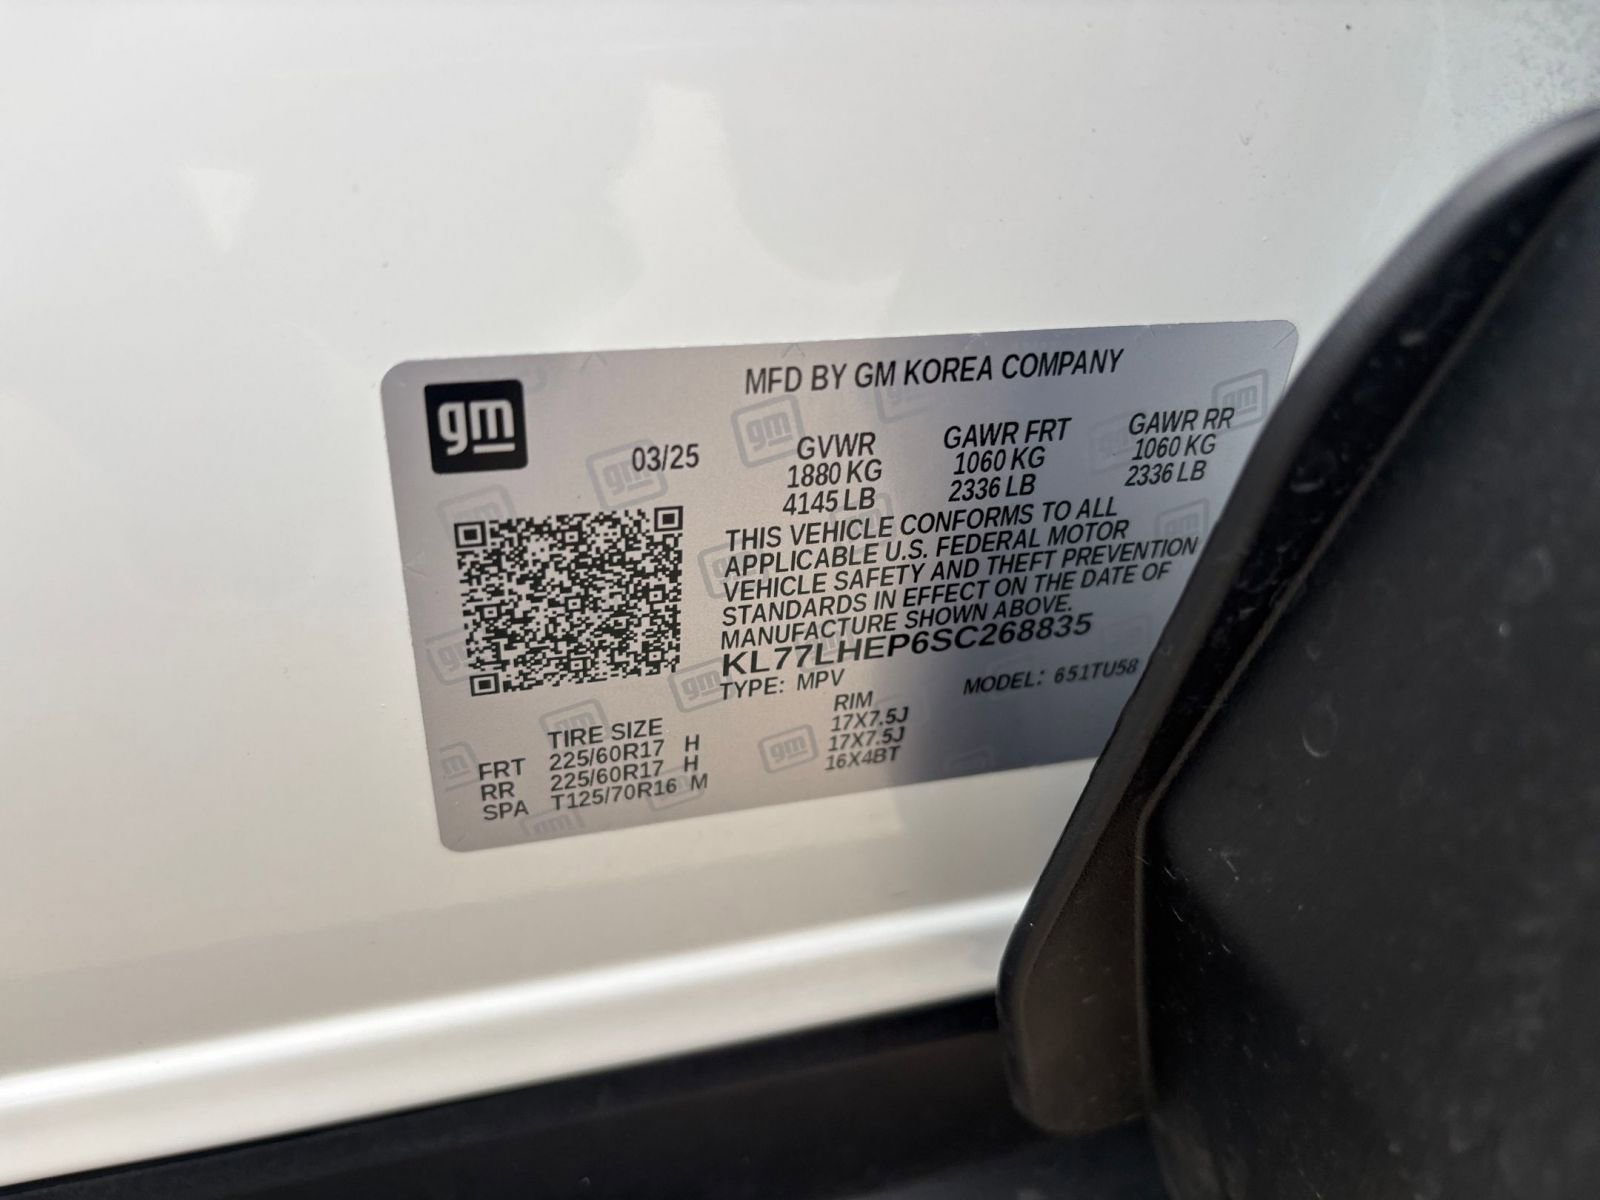 gm
MFD BY GM KOREA COMPANY
03/25
GVWR GAWR FRT GAWR RR
1880 KG 1060 KG 1060 KG
4145 LB 2336 LB 2336 LB
THIS VEHICLE CONFORMS TO ALL
APPLICABLE U.S. FEDERAL MOTOR
VEHICLE SAFETY AND THEFT PREVENTION
STANDARDS IN EFFECT ON THE DATE OF
MANUFACTURE SHOWN ABOVE.
KL77LHEP6SC268835
TYPE: MPV MODEL: 651TU58
TIRE SIZE RIM
FRT 225/60R17 H 17X7.5J
RR 225/60R17 H 17X7.5J
SPA T125/70R16 M 16X4BT